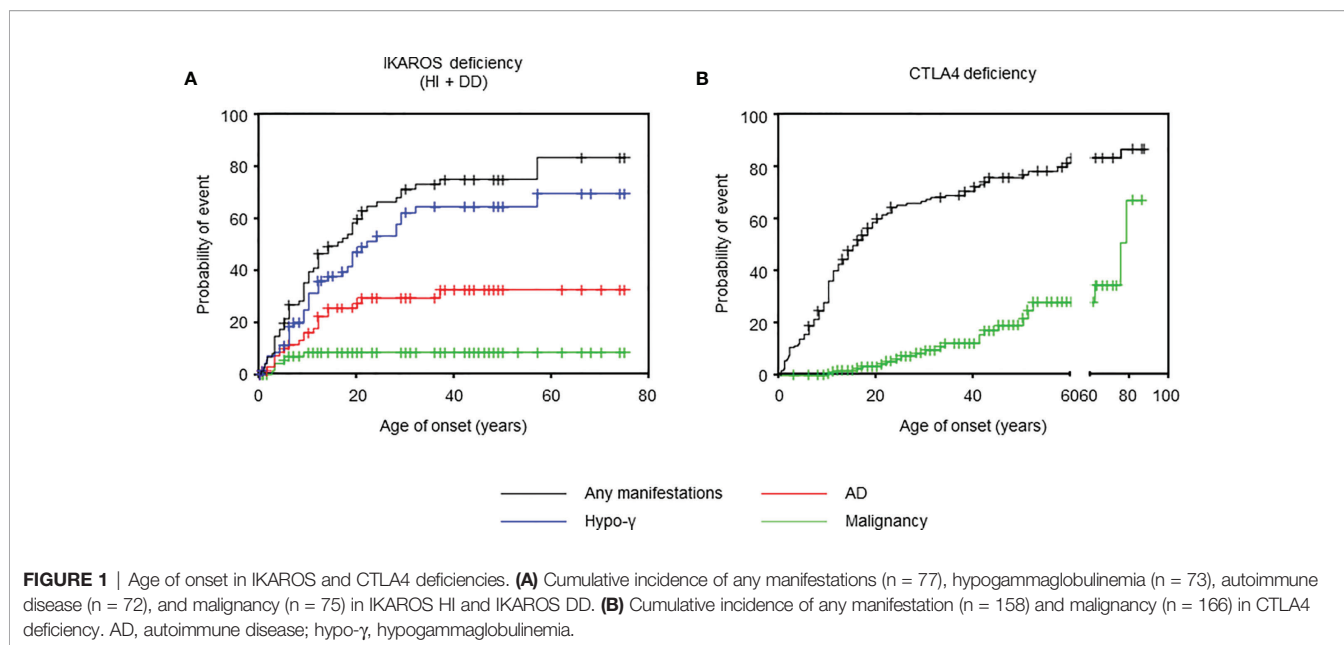 A
IKAROS deficiency
(HI + DD)
Probability of event
100
80
60
40
20
0
0 20 40 60 80
Age of onset (years)
B
CTLA4 deficiency
Probability of event
100
80
60
40
20
0
0 20 40 6060 80 100
Age of onset (years)
Any manifestations
AD
Hypo-γ
Malignancy
FIGURE 1 | Age of onset in IKAROS and CTLA4 deficiencies. (A) Cumulative incidence of any manifestations (n = 77), hypogammaglobulinemia (n = 73), autoimmune
disease (n = 72), and malignancy (n = 75) in IKAROS HI and IKAROS DD. (B) Cumulative incidence of any manifestation (n = 158) and malignancy (n = 166) in CTLA4
deficiency. AD, autoimmune disease; hypo-γ, hypogammaglobulinemia.